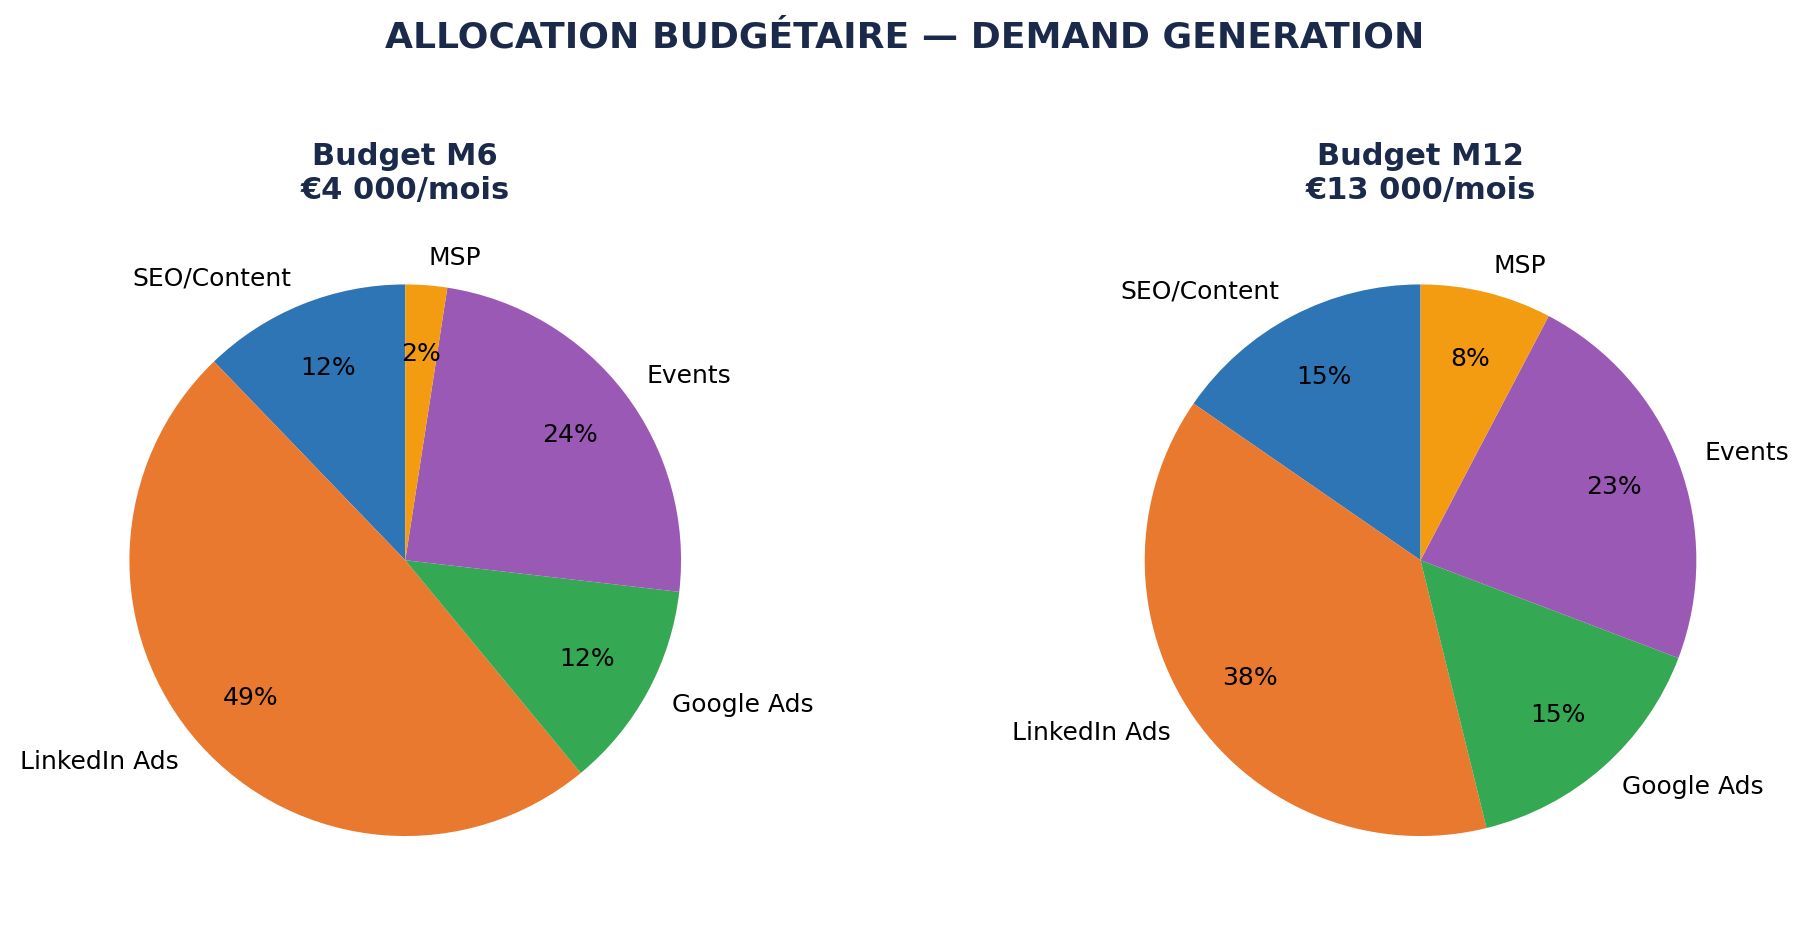 ALLOCATION BUDGÉTAIRE — DEMAND GENERATION
Budget M6
€4 000/mois
MSP
SEO/Content
2%
12%
Events
24%
12%
49%
Google Ads
LinkedIn Ads
Budget M12
€13 000/mois
MSP
SEO/Content
8%
15%
Events
23%
38%
15%
LinkedIn Ads
Google Ads